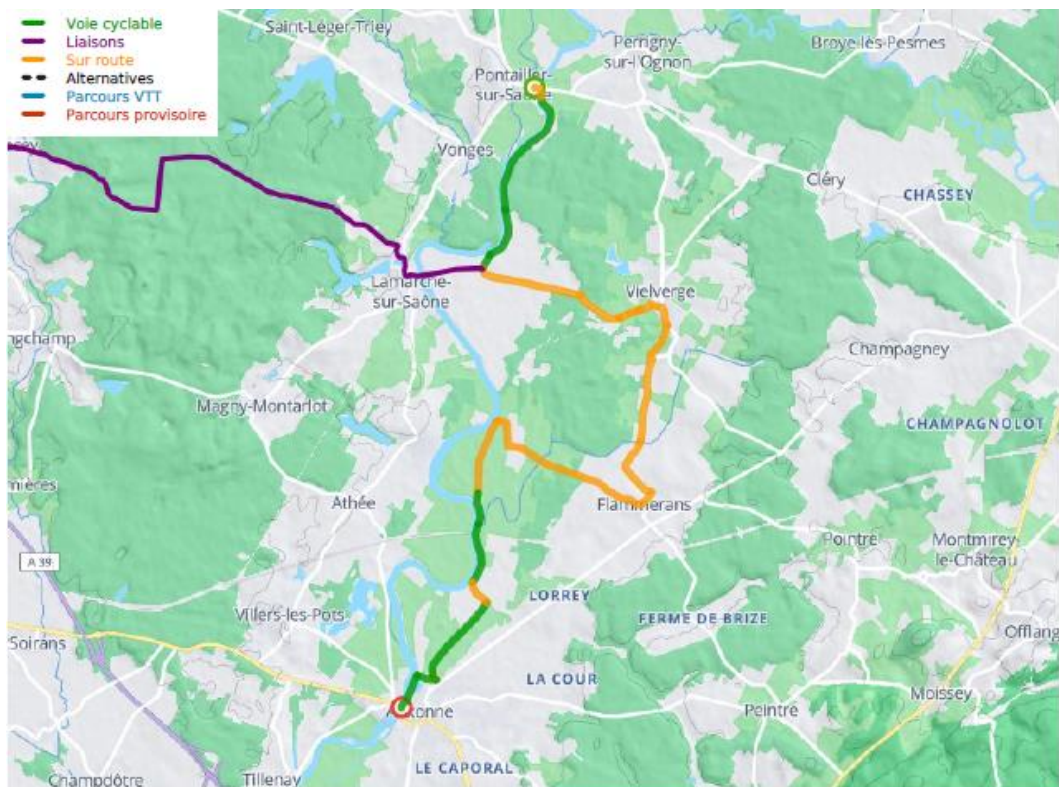 Voie cyclable
Liaisons
Sur route
Alternatives
Parcours VTT
Parcours provisoire
Saint-Léger-Triey
Perrigny-
sur-l'Ognon
Broye-lès-Pesmes
Pontailler-
sur-Saône
Vonges
Cléry
CHASSEY
Lamarche-
sur-Saône
Vielverge
ngchamp
Champagney
Magny-Montarlot
CHAMPAGNOLOT
mières
Athée
Flammerans
Pointre
Montmirey-
le-Château
A 39
LORREY
Villers-les-Pots
FERME DE BRIZE
Soirans
Offlang
LA COUR
Moissey
Peintre
Auxonne
LE CAPORAL
Champdôtre
Tillenay